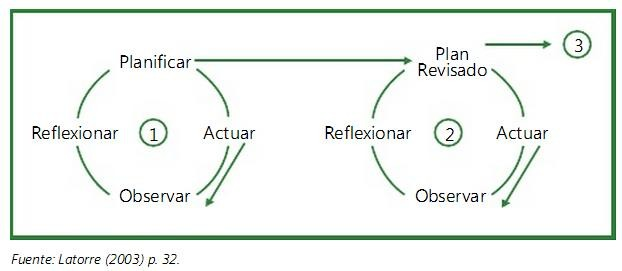 Planificar
Reflexionar
1
Actuar
Observar
Plan
Revisado
3
Reflexionar
2
Actuar
Observar
Fuente: Latorre (2003) p. 32.